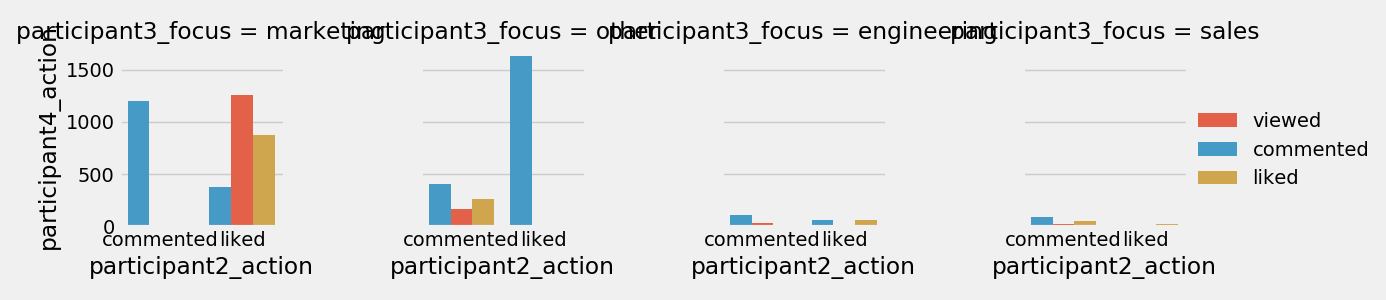 participant3_focus = marketing
participant3_focus = other
participant3_focus = engineering
participant3_focus = sales
participant4_action
1500
1000
500
0
commented liked
commented liked
commented liked
commented liked
participant2_action
participant2_action
participant2_action
participant2_action
viewed
commented
liked